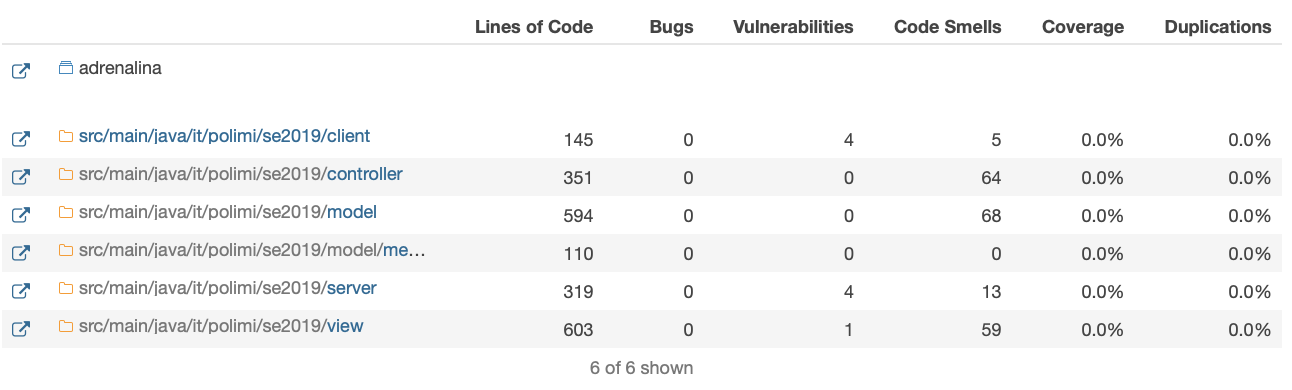 Lines of Code Bugs Vulnerabilities Code Smells Coverage Duplications
adrenalina
src/main/java/it/polimi/se2019/client 145 0 4 5 0.0% 0.0%
src/main/java/it/polimi/se2019/controller 351 0 0 64 0.0% 0.0%
src/main/java/it/polimi/se2019/model 594 0 0 68 0.0% 0.0%
src/main/java/it/polimi/se2019/model/me... 110 0 0 0 0.0% 0.0%
src/main/java/it/polimi/se2019/server 319 0 4 13 0.0% 0.0%
src/main/java/it/polimi/se2019/view 603 0 1 59 0.0% 0.0%
6 of 6 shown